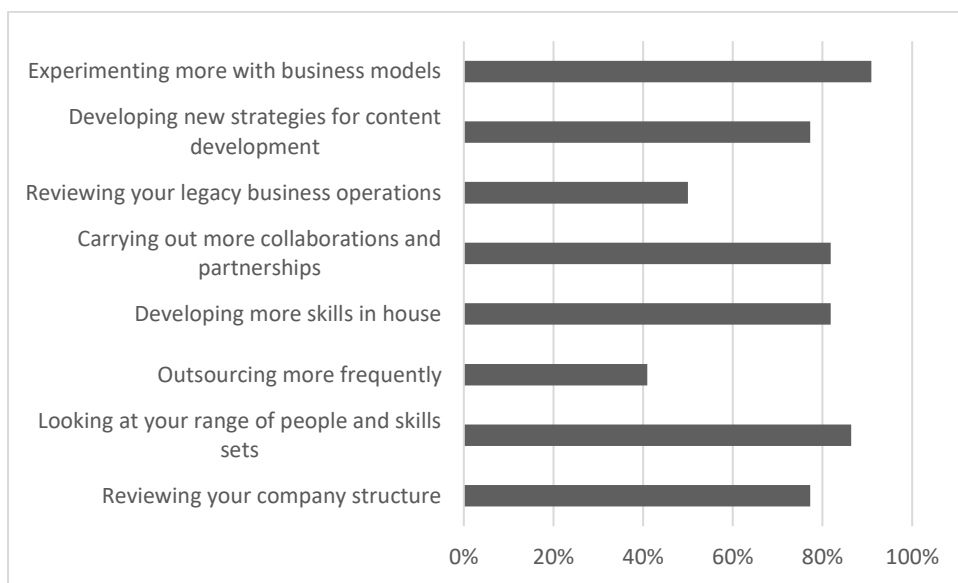 Experimenting more with business models
Developing new strategies for content
development
Reviewing your legacy business operations
Carrying out more collaborations and
partnerships
Developing more skills in house
Outsourcing more frequently
Looking at your range of people and skills
sets
Reviewing your company structure
0% 20% 40% 60% 80% 100%